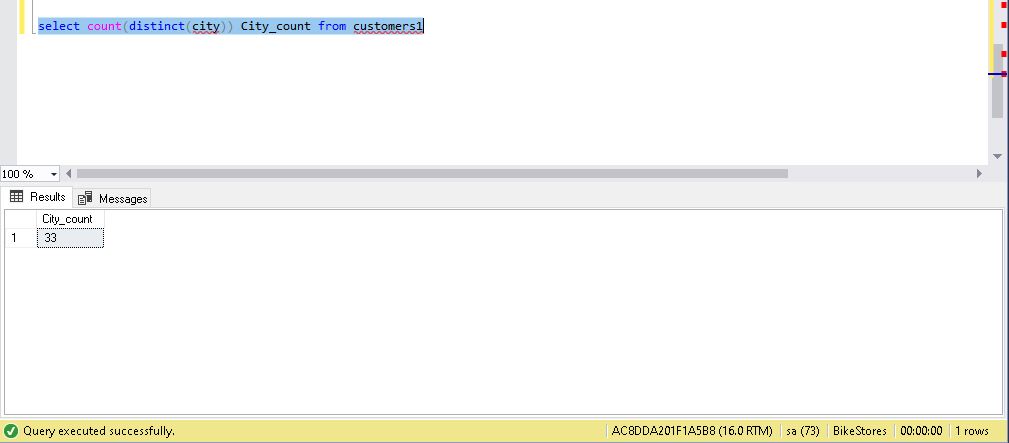 select count(distinct(city)) City_count from customers1
100 %
Results Messages
City_count
1 33
Query executed successfully. AC8DDA201F1A5B8 (16.0 RTM) sa (73) BikeStores 00:00:00 1 rows